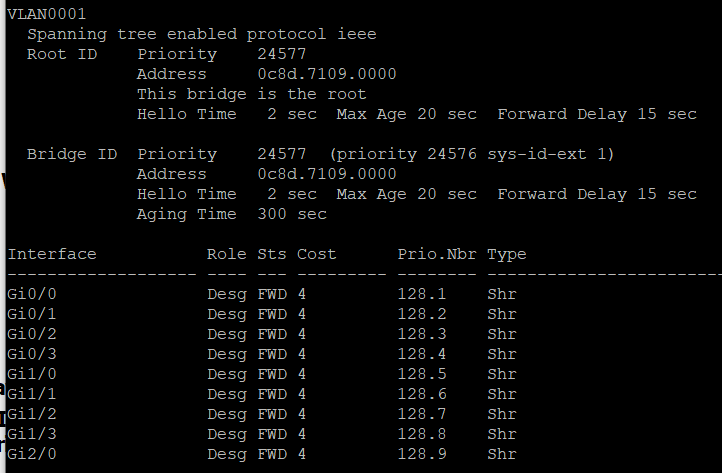 VLAN0001
  Spanning tree enabled protocol ieee
  Root ID    Priority    24577
             Address     0c8d.7109.0000
             This bridge is the root
             Hello Time   2 sec  Max Age 20 sec  Forward Delay 15 sec

  Bridge ID  Priority    24577  (priority 24576 sys-id-ext 1)
             Address     0c8d.7109.0000
             Hello Time   2 sec  Max Age 20 sec  Forward Delay 15 sec
             Aging Time  300 sec

Interface           Role Sts Cost      Prio.Nbr Type
------------------- ---- --- --------- -------- ------------------------
Gi0/0               Desg FWD 4         128.1    Shr
Gi0/1               Desg FWD 4         128.2    Shr
Gi0/2               Desg FWD 4         128.3    Shr
Gi0/3               Desg FWD 4         128.4    Shr
Gi1/0               Desg FWD 4         128.5    Shr
Gi1/1               Desg FWD 4         128.6    Shr
Gi1/2               Desg FWD 4         128.7    Shr
Gi1/3               Desg FWD 4         128.8    Shr
Gi2/0               Desg FWD 4         128.9    Shr